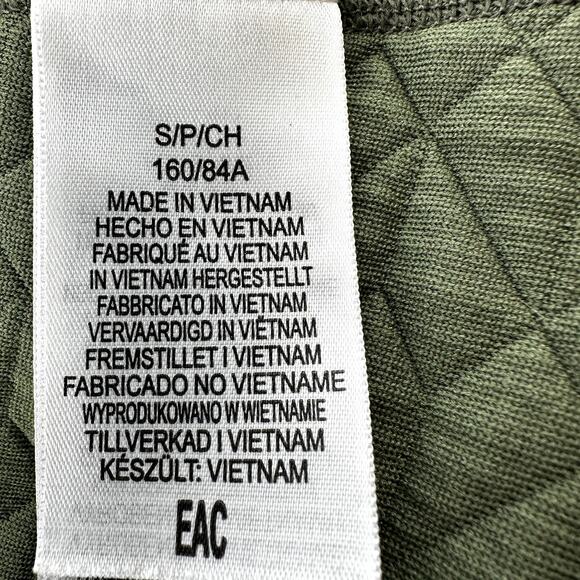 S/P/CH
160/84A
MADE IN VIETNAM
HECHO EN VIETNAM
FABRIQUÉ AU VIETNAM
IN VIETNAM HERGESTELLT
FABBRICATO IN VIETNAM
VERVAARDIGD IN VIËTNAM
FREMSTILLET I VIETNAM
FABRICADO NO VIETNAME
WYPRODUKOWANO W WIETNAMIE
TILLVERKAD I VIETNAM
KÉSZÜLT: VIETNAM
EAC